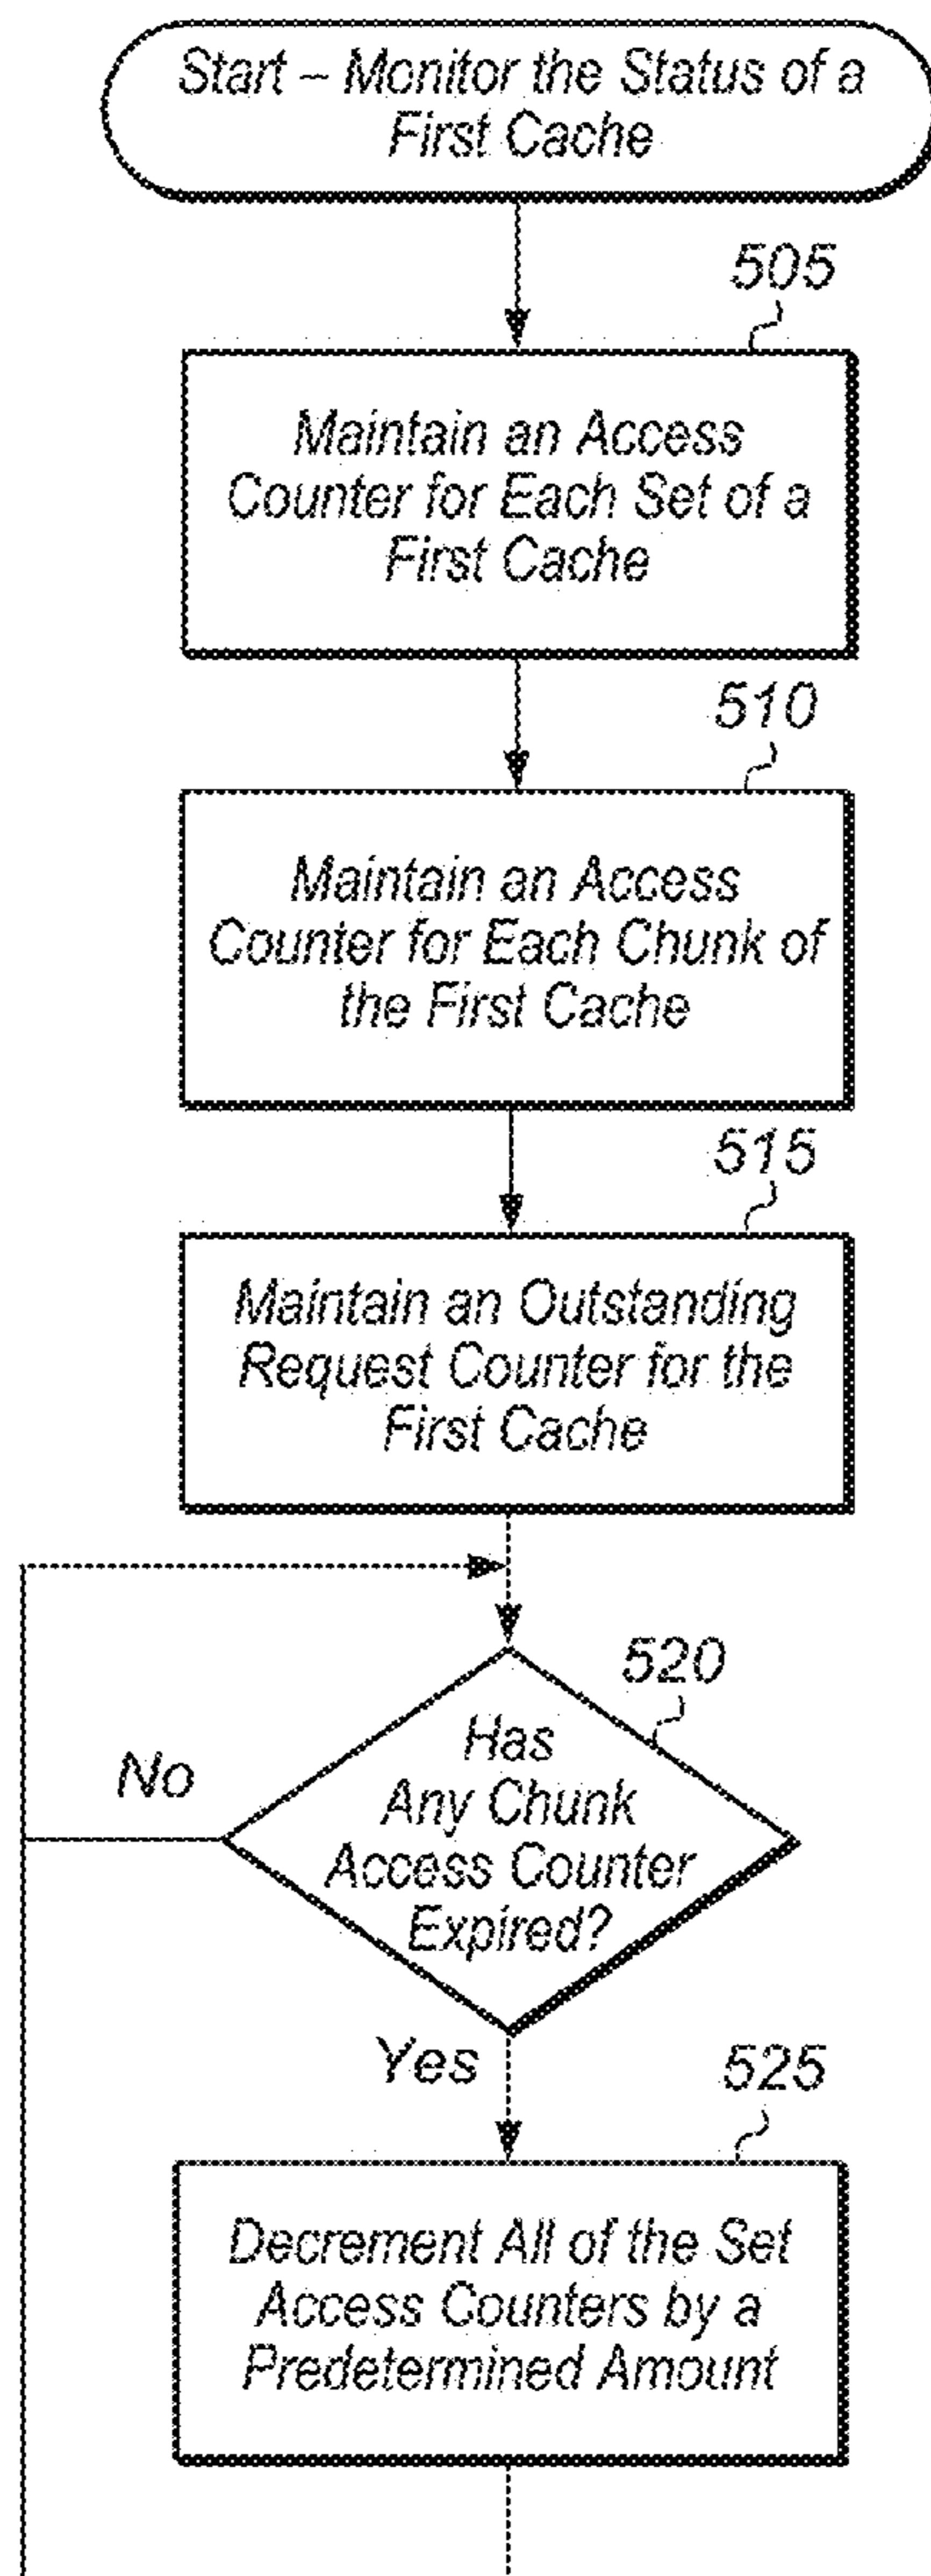 Start – Monitor the Status of a
First Cache
505
Maintain an Access
Counter for Each Set of a
First Cache
510
Maintain an Access
Counter for Each Chunk of
the First Cache
515
Maintain an Outstanding
Request Counter for the
First Cache
520
Has
Any Chunk
Access Counter
Expired?
No
Yes
525
Decrement All of the Set
Access Counters by a
Predetermined Amount